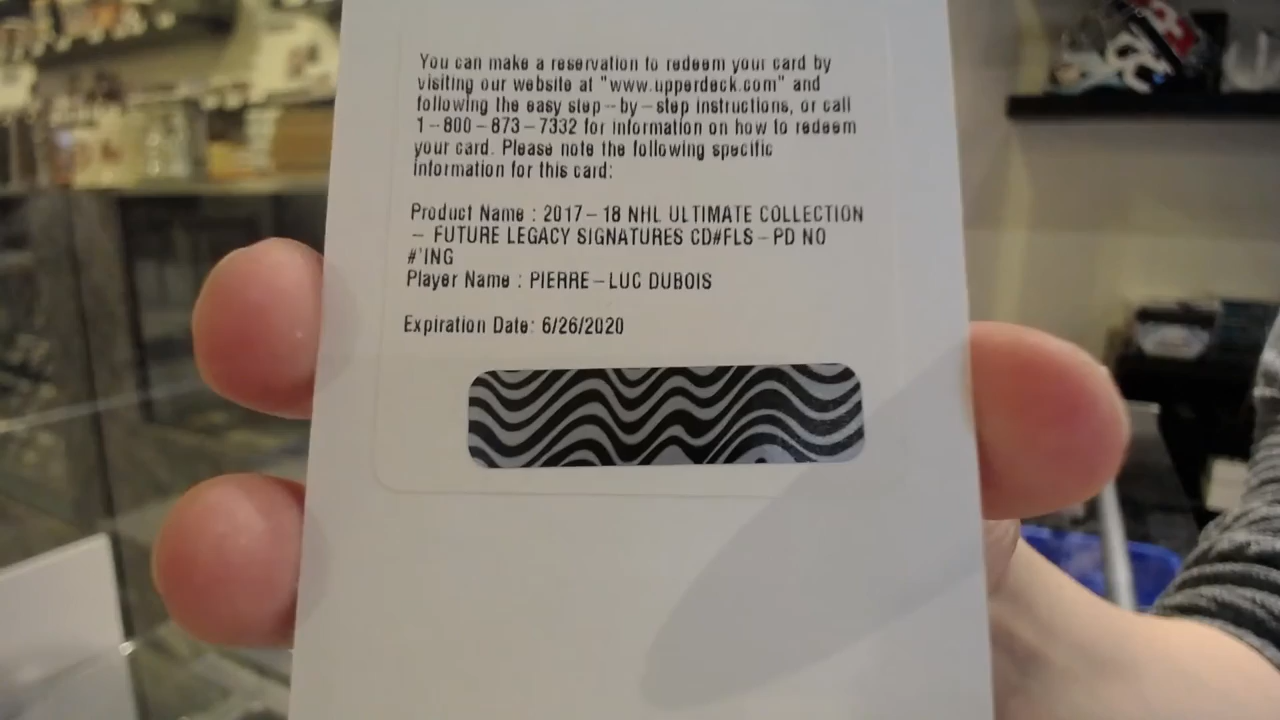 You can make a reservation to redeem your card by
visiting our website at "www.upperdeck.com" and
following the easy step-by-step instructions, or call
1-800-873-7332 for information on how to redeem
your card. Please note the following specific
information for this card:
Product Name : 2017-18 NHL ULTIMATE COLLECTION
- FUTURE LEGACY SIGNATURES CD#FLS-PD NO
#'ING
Player Name : PIERRE-LUC DUBOIS
Expiration Date: 6/26/2020